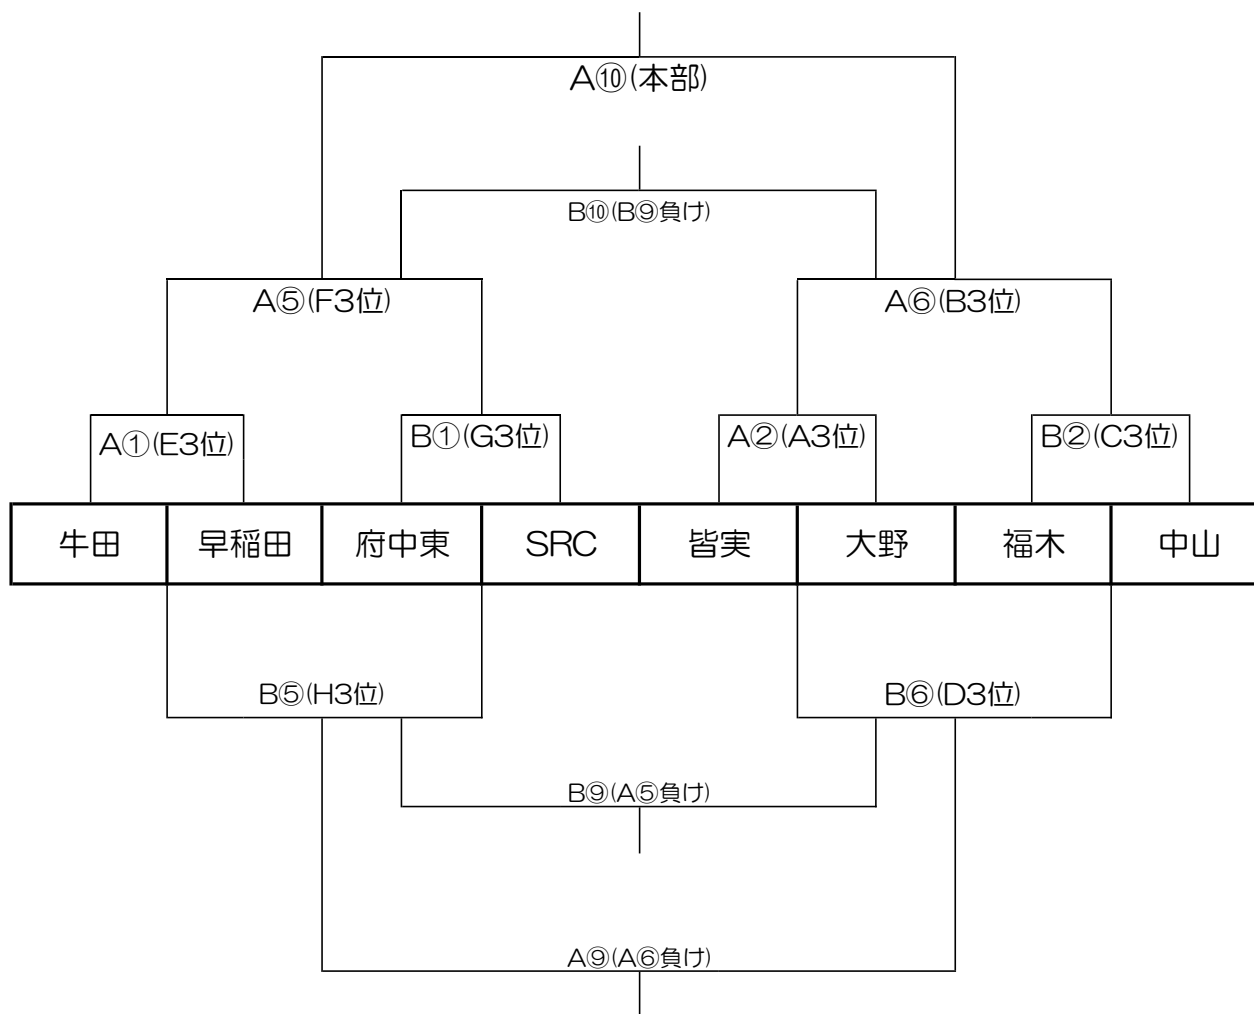 A⑩(本部)
B⑩(B⑨負け)
A⑤(F3位)
A⑥(B3位)
A①(E3位)
B①(G3位)
A②(A3位)
B②(C3位)
牛田 早稲田 府中東 SRC 皆実 大野 福木 中山
B⑤(H3位)
B⑥(D3位)
B⑨(A⑤負け)
A⑨(A⑥負け)